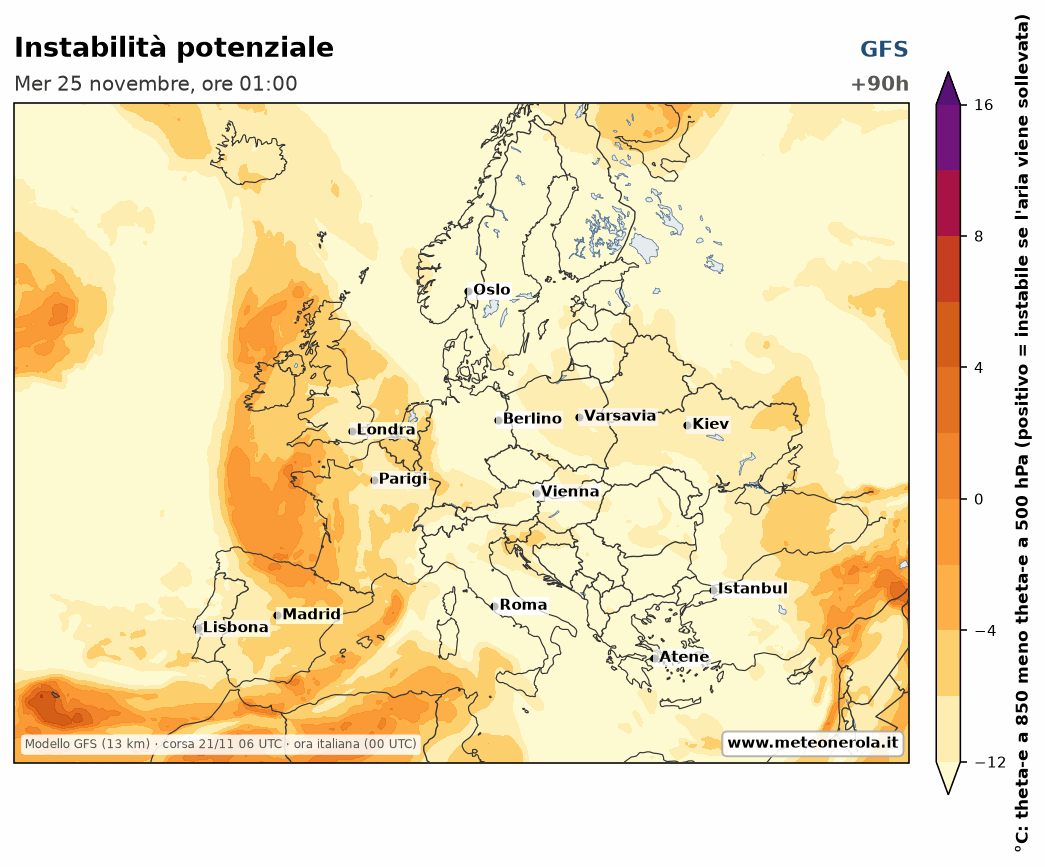 Instabilità potenziale
GFS
Mer 25 novembre, ore 01:00
+90h
Oslo
Berlino
Varsavia
Kiev
Londra
Parigi
Vienna
Istanbul
Madrid
Roma
Lisbona
Atene
Modello GFS (13 km) · corsa 21/11 06 UTC · ora italiana (00 UTC)
www.meteonerola.it
16
8
4
0
−4
−12
°C: theta-e a 850 meno theta-e a 500 hPa (positivo = instabile se l'aria viene sollevata)